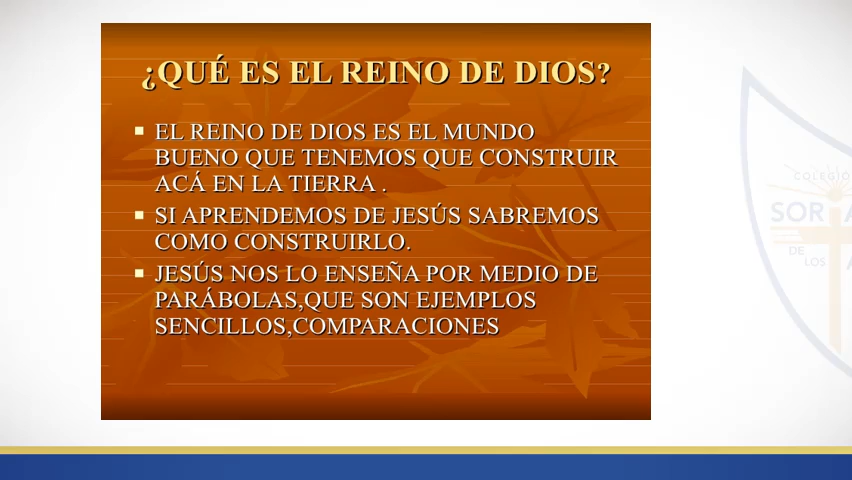 ¿QUÉ ES EL REINO DE DIOS?
EL REINO DE DIOS ES EL MUNDO
BUENO QUE TENEMOS QUE CONSTRUIR
ACÁ EN LA TIERRA .
SI APRENDEMOS DE JESÚS SABREMOS
COMO CONSTRUIRLO.
JESÚS NOS LO ENSEÑA POR MEDIO DE
PARÁBOLAS,QUE SON EJEMPLOS
SENCILLOS,COMPARACIONES
COLEGIO
SOR
DE
LOS